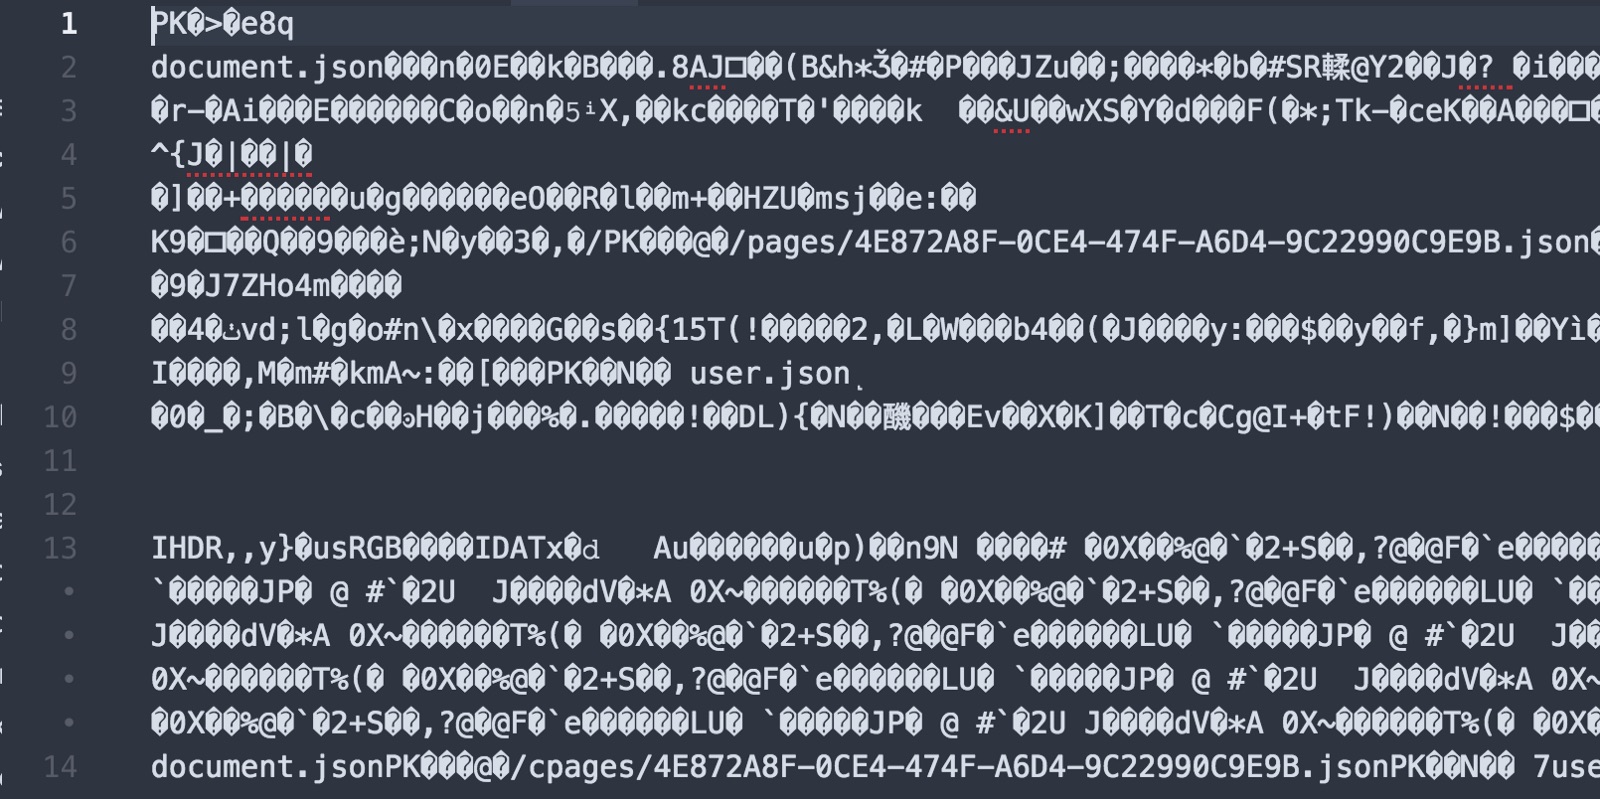 1 PK�>�e8q
2 document.json���n�0E��k�B���.8AJ□��(B&h*Ǯ�#�P���JZu��;����*�b�#SR轃@Y2��J�? �i���
3 �r−�Ai���E������C�o��n�5ⁱX,��kc����T�'����k ��&U��wXS�Y�d���F(�*;Tk−�ceK��A���□�
4 ^{J�|��|�
5 �]��+������u�g������eO��R�l��m+��HZU�msj��e:��
6 K9�□��Q��9���è;N�y��3�,�/PK���@�/pages/4E872A8F−0CE4−474F−A6D4−9C22990C9E9B.json�
7 �9�J7ZHo4m����
8 ��4�vd;l�g�o#n\�x����G��s��{15T(!�����2,�L�W���b4��(�J����y:���$��y��f,�}m]��Yì�
9 I����,M�m#�kmA~:��[���PK��N�� user.json
10 �0�_�;�B�\�c��H��j���%�.�����!��DL){�N��醸���Ev��X�K]��T�c�Cg@I+�tF!)��N��!���$��
11
12
13 IHDR,,y}�usRGB����IDATx�d Au������u�p)��n9N ����# �0X��%@�`�2+S��,?@�@F�`e�����
`�����JP� @ #`�2U J����dV�*A 0X~������T%(� �0X��%@�`�2+S��,?@�@F�`e������LU� `��
J����dV�*A 0X~������T%(� �0X��%@�`�2+S��,?@�@F�`e������LU� `�����JP� @ #`�2U J��
0X~������T%(� �0X��%@�`�2+S��,?@�@F�`e������LU� `�����JP� @ #`�2U J����dV�*A 0X~
�0X��%@�`�2+S��,?@�@F�`e������LU� `�����JP� @ #`�2U J����dV�*A 0X~������T%(� �0X
14 document.jsonPK���@�/cpages/4E872A8F−0CE4−474F−A6D4−9C22990C9E9B.jsonPK��N�� 7use